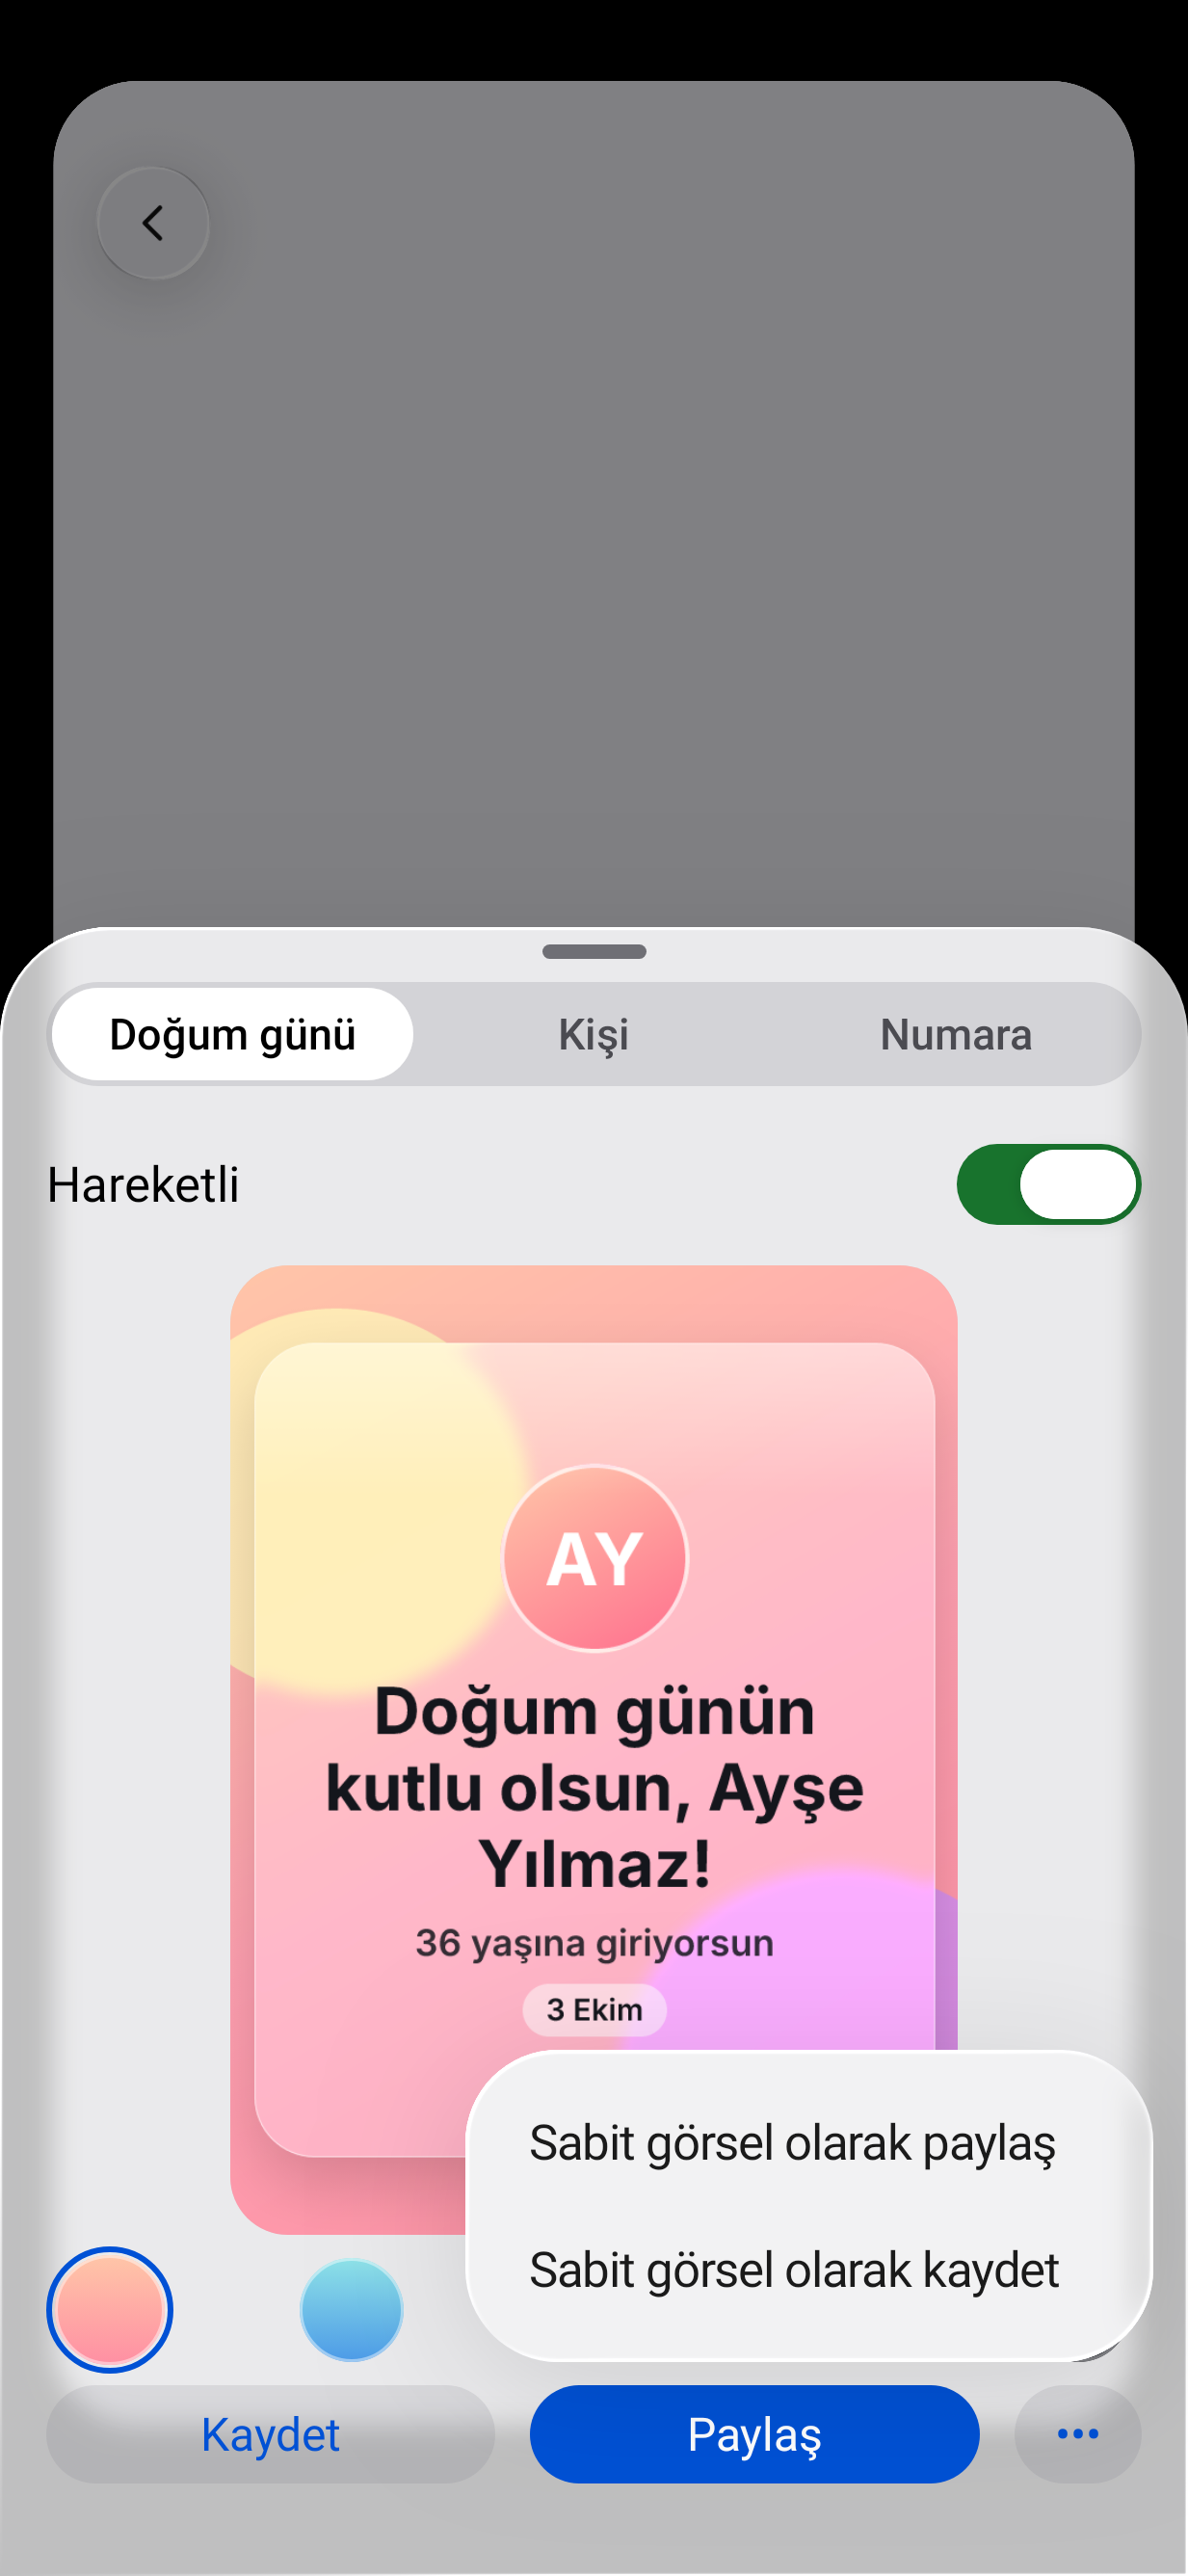 Doğum günü
Kişi
Numara
Hareketli
AY
Doğum günün
kutlu olsun, Ayşe
Yılmaz!
36 yaşına giriyorsun
3 Ekim
Sabit görsel olarak paylaş
Sabit görsel olarak kaydet
Kaydet
Paylaş